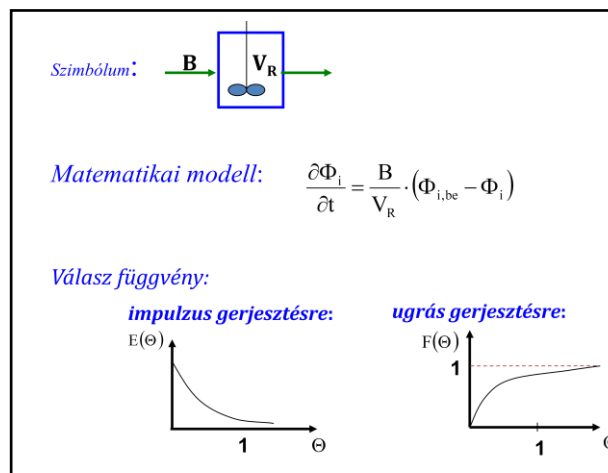 Szimbólum:
B
V_R
Matematikai modell:
∂Φ_i/∂t = B/V_R · (Φ_i,be − Φ_i)
Válasz függvény:
impulzus gerjesztésre:
ugrás gerjesztésre:
E(Θ)
1
Θ
F(Θ)
1
1
Θ